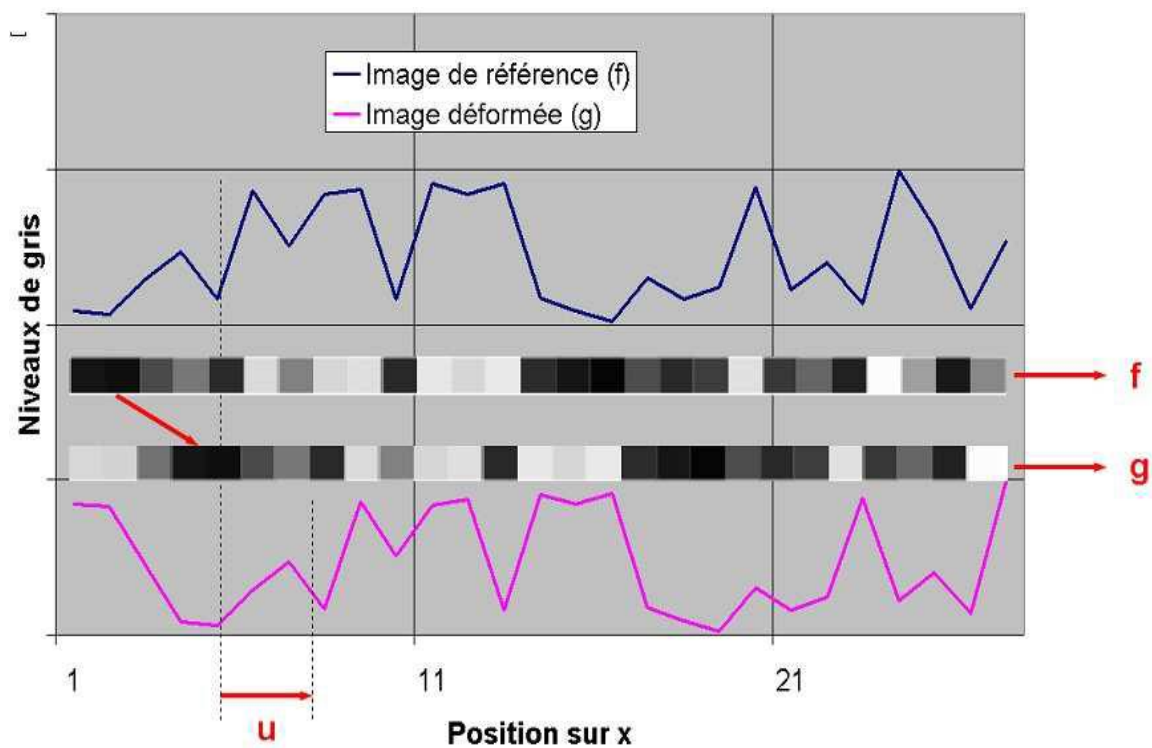 Image de référence (f)
Image déformée (g)
Niveaux de gris
f
g
1 11 21
u
Position sur x